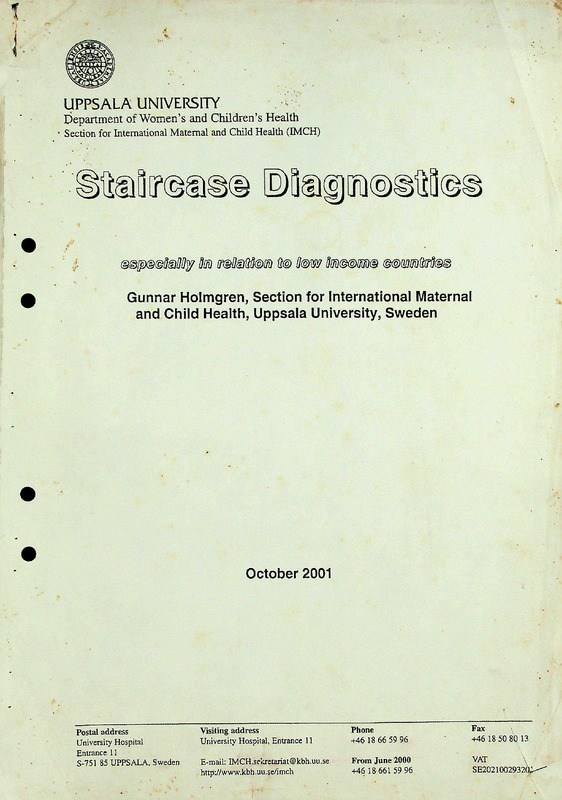 UPPSALA UNIVERSITY
Department of Women's and Children's Health
Section for International Maternal and Child Health (IMCH)
Staircase Diagnostics
especially in relation to low income countries
Gunnar Holmgren, Section for International Maternal
and Child Health, Uppsala University, Sweden
October 2001
Postal address
University Hospital
Entrance 11
S-751 85 UPPSALA, Sweden
Visiting address
University Hospital, Entrance 11
E-mail: IMCH.sekretariat@kbh.uu.se
http://www.kbh.uu.se/imch
Phone
+46 18 66 59 96
From June 2000
+46 18 661 59 96
Fax
+46 18 50 80 13
VAT
SE202100293201